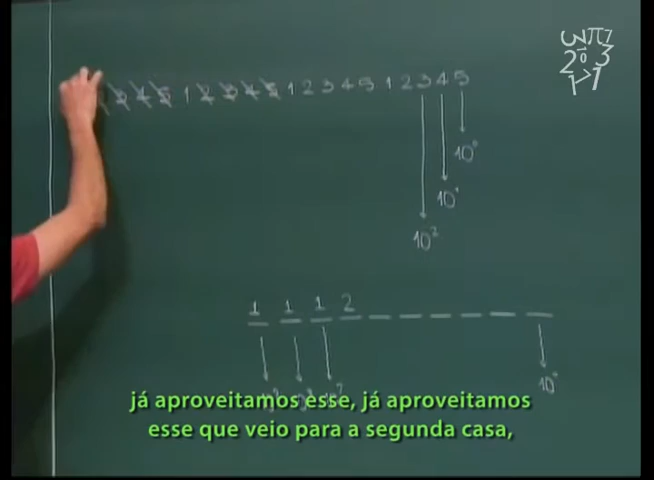 2 3 4 5 1 2 3 4 5 1 2 3 4 5 1 2 3 4 5
10⁰
10¹
10²
1 1 1 2
10⁰
já aproveitamos esse, já aproveitamos
esse que veio para a segunda casa,